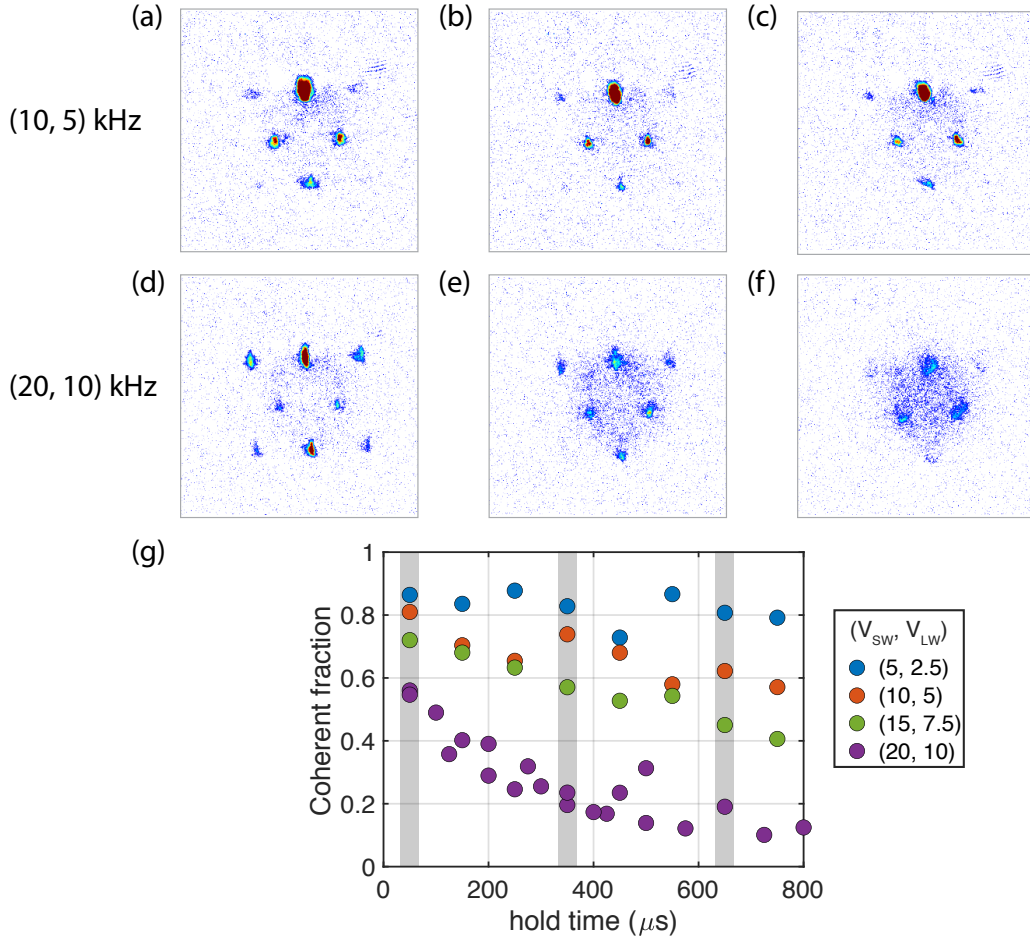 (a)
(b)
(c)
(10, 5) kHz
(d)
(e)
(f)
(20, 10) kHz
(g)
Coherent fraction
1
0.8
0.6
0.4
0.2
0
0
200
400
600
800
hold time (μs)
(V_SW, V_LW)
(5, 2.5)
(10, 5)
(15, 7.5)
(20, 10)